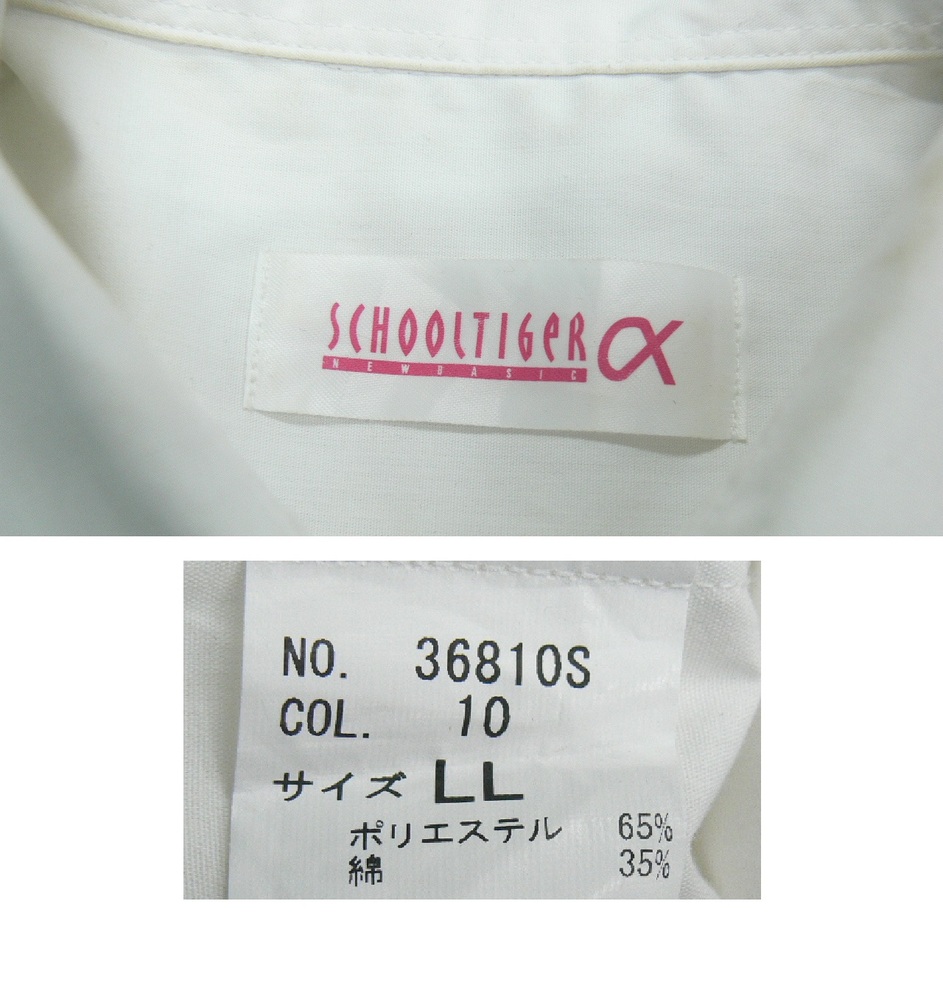 SCHOOLTIGER α
NEW BASIC
NO. 36810S
COL. 10
サイズ LL
ポリエステル 65%
綿 35%